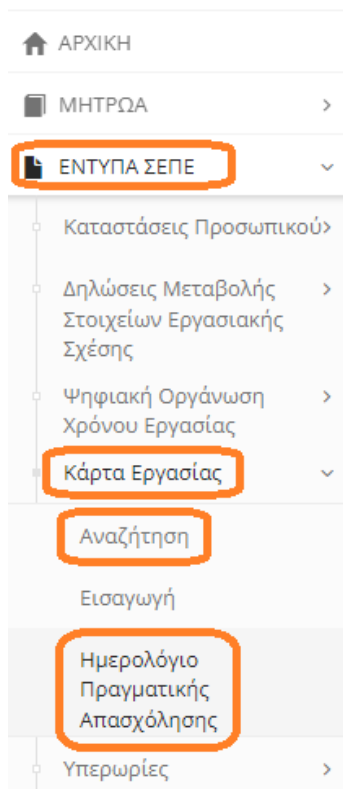 ΑΡΧΙΚΗ
ΜΗΤΡΩΑ
ΕΝΤΥΠΑ ΣΕΠΕ
Καταστάσεις Προσωπικού
Δηλώσεις Μεταβολής
Στοιχείων Εργασιακής
Σχέσης
Ψηφιακή Οργάνωση
Χρόνου Εργασίας
Κάρτα Εργασίας
Αναζήτηση
Εισαγωγή
Ημερολόγιο
Πραγματικής
Απασχόλησης
Υπερωρίες